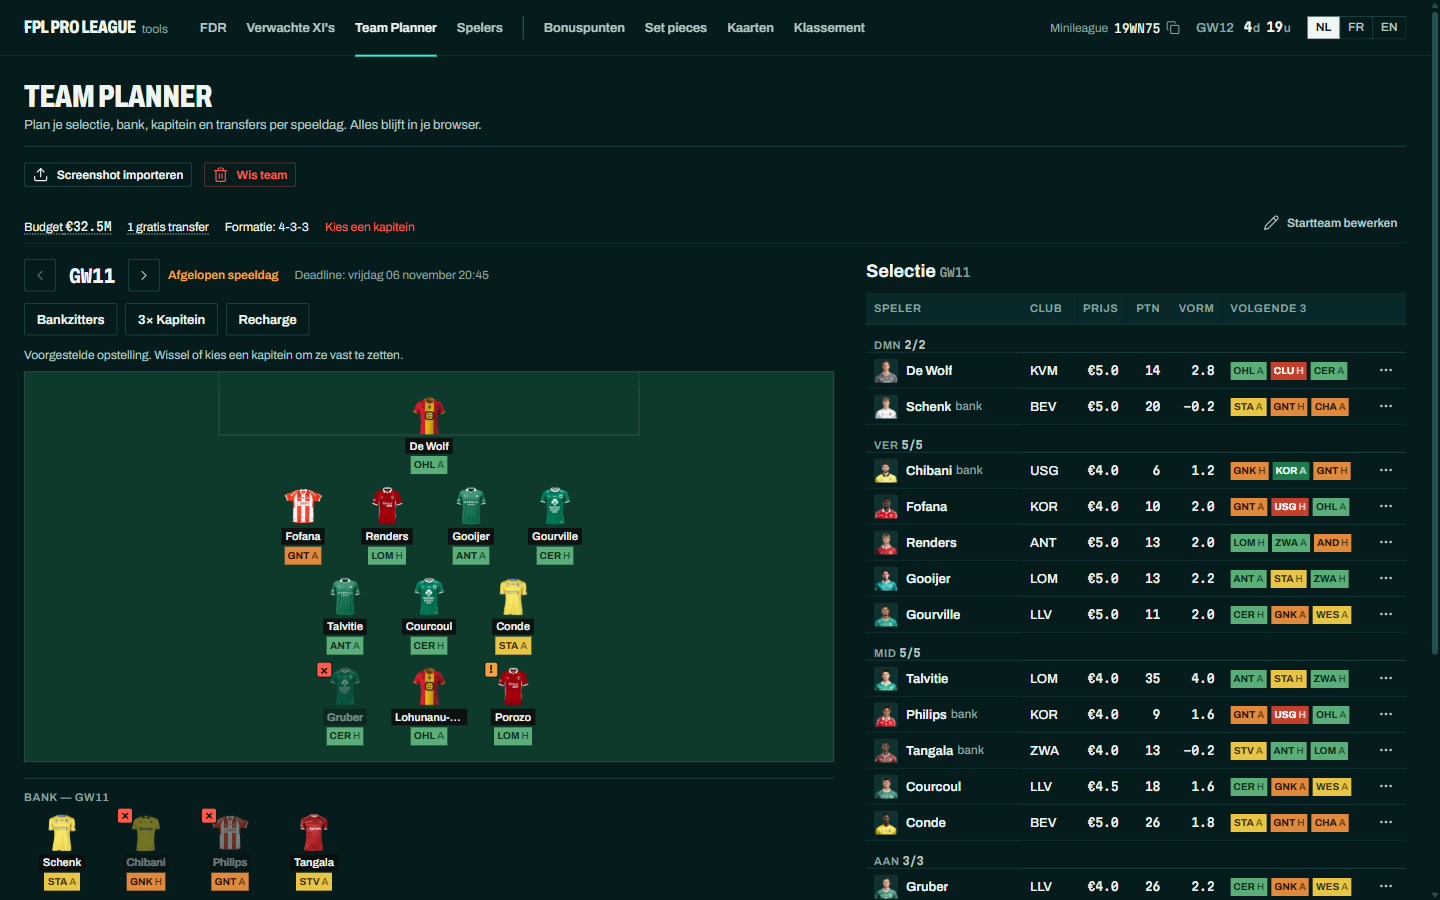 FPL PRO LEAGUE tools FDR Verwachte XI's Team Planner Spelers Bonuspunten Set pieces Kaarten Klassement Minileague 19WN75 GW12 4d 19u NL FR EN
TEAM PLANNER
Plan je selectie, bank, kapitein en transfers per speeldag. Alles blijft in je browser.
Screenshot importeren Wis team
Budget €32.5M 1 gratis transfer Formatie: 4-3-3 Kies een kapitein Startteam bewerken
GW11 Afgelopen speeldag Deadline: vrijdag 06 november 20:45
Bankzitters 3× Kapitein Recharge
Voorgestelde opstelling. Wissel of kies een kapitein om ze vast te zetten.
De Wolf
OHL A
Fofana Renders Gooijer Gourville
GNT A LOM H ANT A CER H
Talvitie Courcoul Conde
ANT A CER H STA A
Gruber Lohunanu-... Porozo
CER H OHL A LOM H
BANK — GW11
Schenk Chibani Philips Tangala
STA A GNK H GNT A STV A
Selectie GW11
SPELER CLUB PRIJS PTN VORM VOLGENDE 3
DMN 2/2
De Wolf KVM €5.0 14 2.8 OHL A CLU H CER A
Schenk bank BEV €5.0 20 −0.2 STA A GNT H CHA A
VER 5/5
Chibani bank USG €4.0 6 1.2 GNK H KOR A GNT H
Fofana KOR €4.0 10 2.0 GNT A USG H OHL A
Renders ANT €5.0 13 2.0 LOM H ZWA A AND H
Gooijer LOM €5.0 13 2.2 ANT A STA H ZWA H
Gourville LLV €5.0 11 2.0 CER H GNK A WES A
MID 5/5
Talvitie LOM €4.0 35 4.0 ANT A STA H ZWA H
Philips bank KOR €4.0 9 1.6 GNT A USG H OHL A
Tangala bank ZWA €4.0 13 −0.2 STV A ANT H LOM A
Courcoul LLV €4.5 18 1.6 CER H GNK A WES A
Conde BEV €5.0 26 1.8 STA A GNT H CHA A
AAN 3/3
Gruber LLV €4.0 26 2.2 CER H GNK A WES A